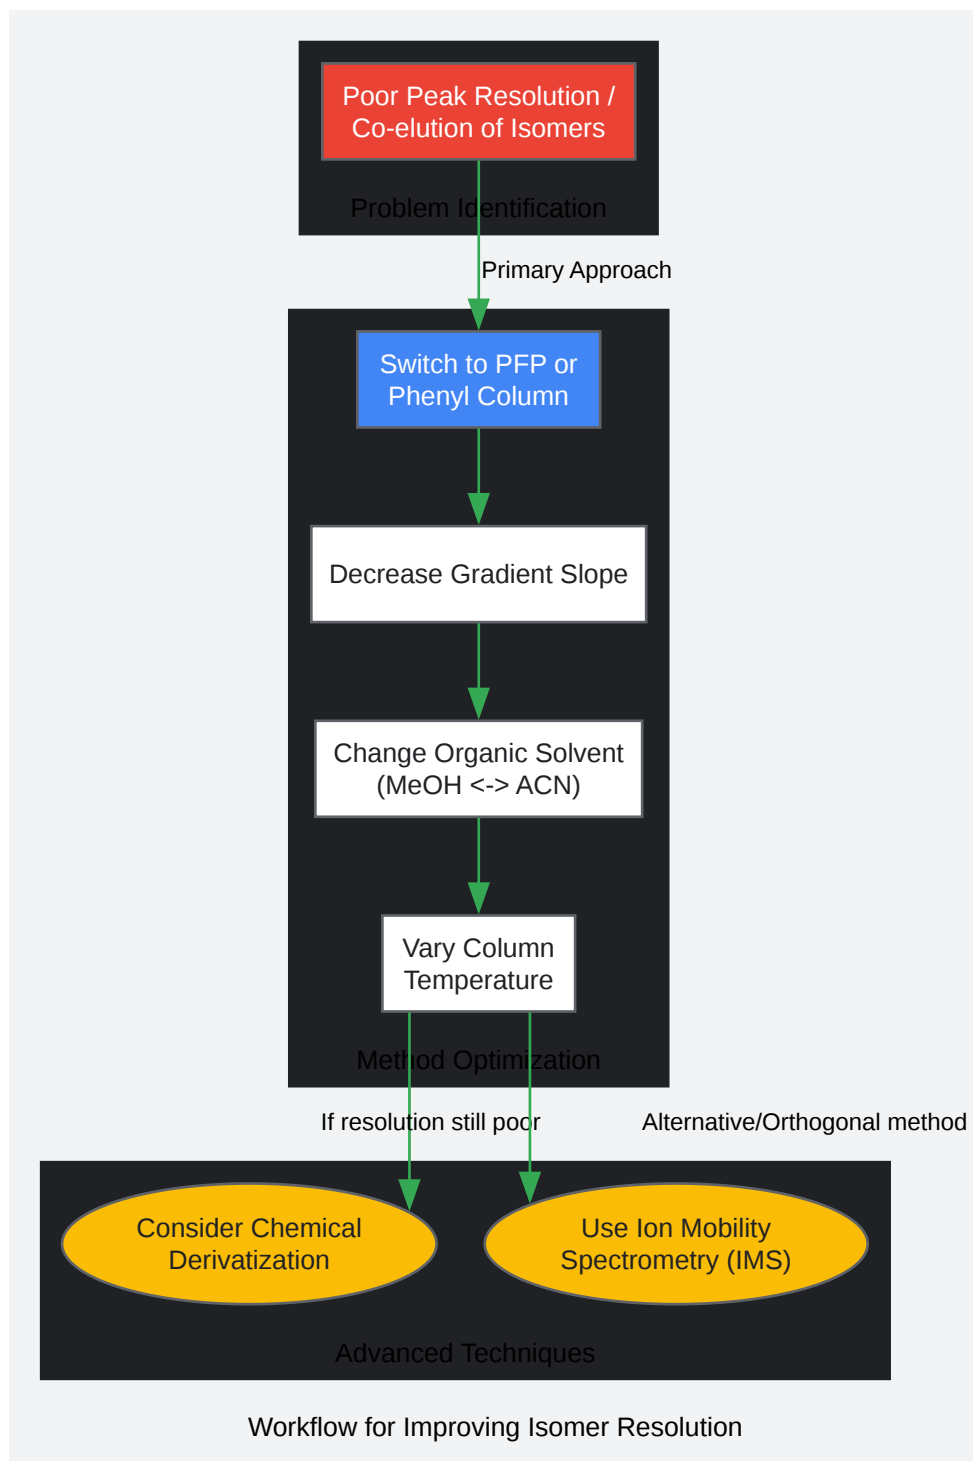 Poor Peak Resolution /
Co-elution of Isomers
Problem Identification
Primary Approach
Switch to PFP or
Phenyl Column
Decrease Gradient Slope
Change Organic Solvent
(MeOH <-> ACN)
Vary Column
Temperature
Method Optimization
If resolution still poor
Alternative/Orthogonal method
Consider Chemical
Derivatization
Use Ion Mobility
Spectrometry (IMS)
Advanced Techniques
Workflow for Improving Isomer Resolution